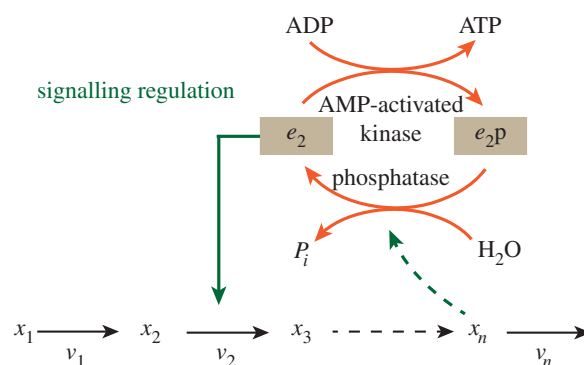 ADP ATP
signalling regulation
AMP-activated
kinase
e₂ e₂p
phosphatase
Pᵢ H₂O
x₁ x₂ x₃ xₙ
v₁ v₂ vₙ